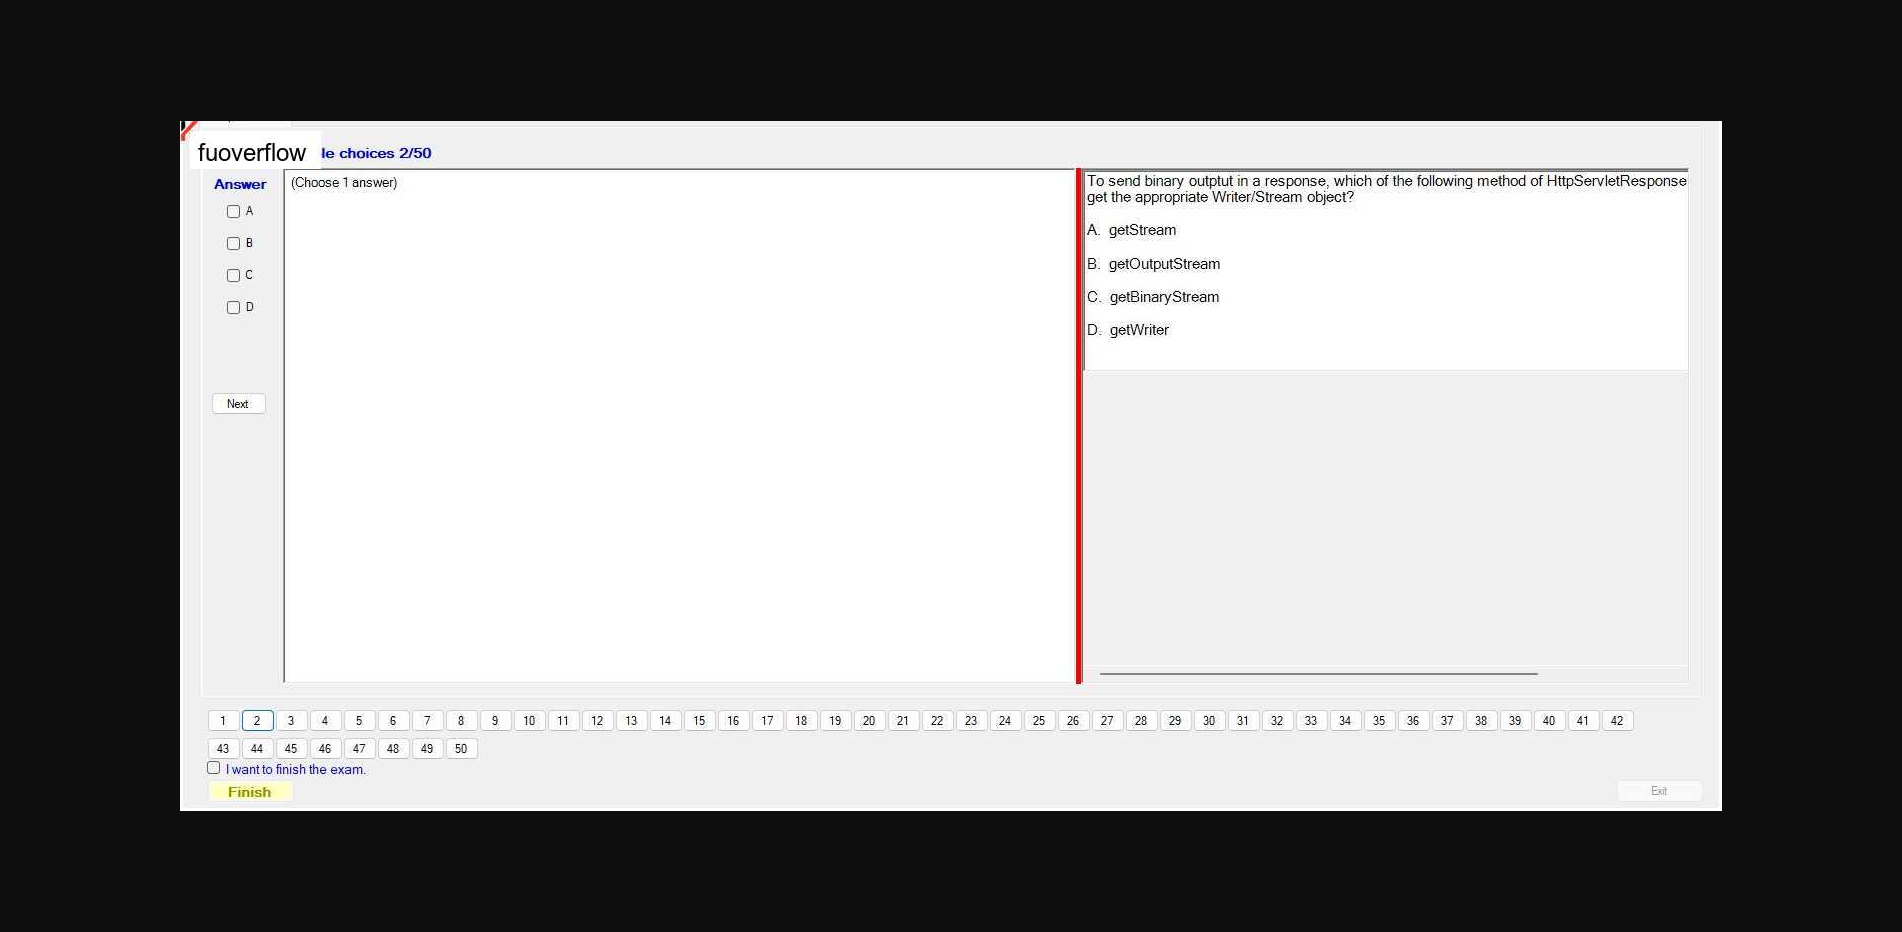 fuoverflow le choices 2/50
Answer
(Choose 1 answer)
A
B
C
D
Next
To send binary outptut in a response, which of the following method of HttpServletResponse
get the appropriate Writer/Stream object?
A. getStream
B. getOutputStream
C. getBinaryStream
D. getWriter
1 2 3 4 5 6 7 8 9 10 11 12 13 14 15 16 17 18 19 20 21 22 23 24 25 26 27 28 29 30 31 32 33 34 35 36 37 38 39 40 41 42
43 44 45 46 47 48 49 50
I want to finish the exam.
Finish
Exit